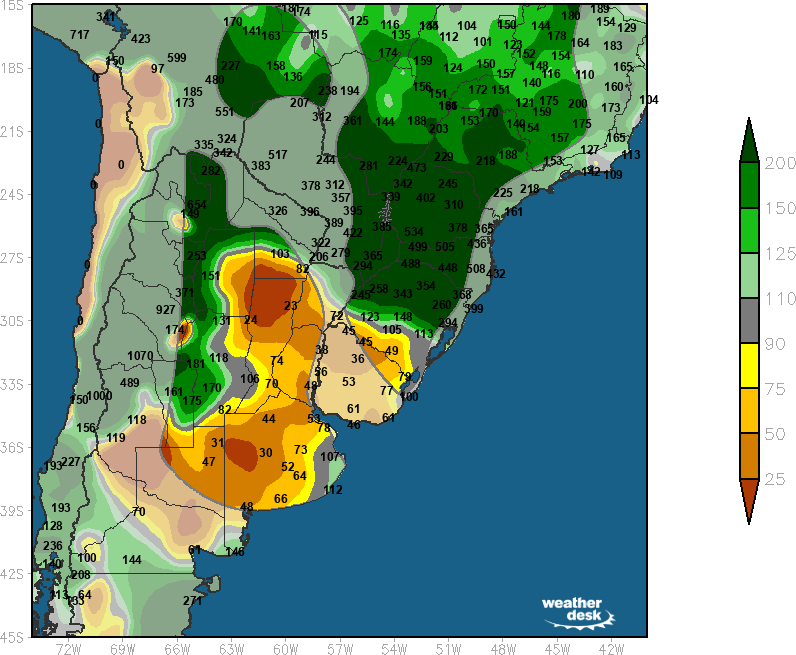 15S 341 170 181 174 125 116 104 150 144 180 189 154 129
717 423 141 163 115 135 112 101 178 164 183
18S 150 97 599 227 158 136 174 159 124 150 157 152 148 116 154 110 165
0 480 185 173 207 238 194 156 151 172 151 140 121 175 200 160 173 104
551 312 361 144 188 203 153 170 159 175
21S 0 335 324 342 517 244 281 224 473 229 218 188 154 157 153 127 165 113
0 282 383 378 312 357 342 245 225 218 109
24S 0 654 149 326 396 395 339 402 310 161
389 422 385 534 378 365
27S 0 253 103 82 322 206 279 365 294 499 505 436
151 488 448 508 432
371 23 245 258 343 354 368
30S 0 927 174 131 24 72 123 148 260 399
45 105 113 294
1070 118 181 74 38 36 45 49
33S 489 106 70 56 53 79
150 1000 161 175 170 48 77 100
156 118 82 44 53 61 61
119 31 78 46
36S 193 227 47 30 73 107
52 64
193 66 112
39S 128 70 48
236 100 144 61 146
42S 140 208
64 271
45S
72W 69W 66W 63W 60W 57W 54W 51W 48W 45W 42W
weather
desk
200
150
125
110
90
75
50
25